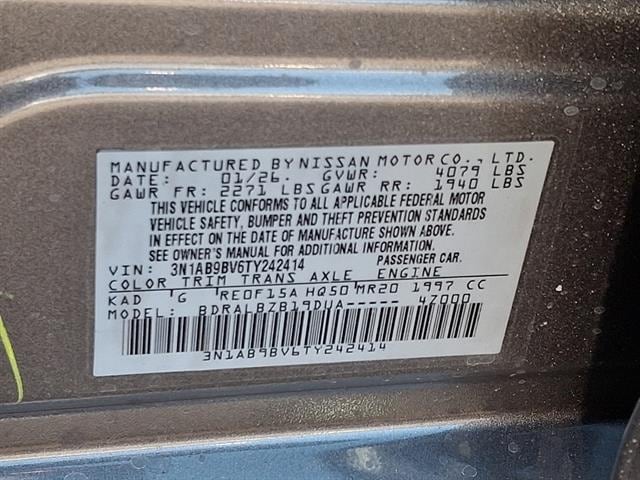 MANUFACTURED BY NISSAN MOTOR CO., LTD.
DATE: 01/26. GVWR: 4079 LBS
GAWR FR: 2271 LBS GAWR RR: 1940 LBS
THIS VEHICLE CONFORMS TO ALL APPLICABLE FEDERAL MOTOR
VEHICLE SAFETY, BUMPER AND THEFT PREVENTION STANDARDS
IN EFFECT ON THE DATE OF MANUFACTURE SHOWN ABOVE.
SEE OWNER'S MANUAL FOR ADDITIONAL INFORMATION.
VIN: 3N1AB9BV6TY242414 PASSENGER CAR.
COLOR TRIM TRANS AXLE ENGINE
KAD G RE0F15A HQ50 MR20 1997 CC
MODEL: BDRALBZB19DUA----- 4Z000
3N1AB9BV6TY242414